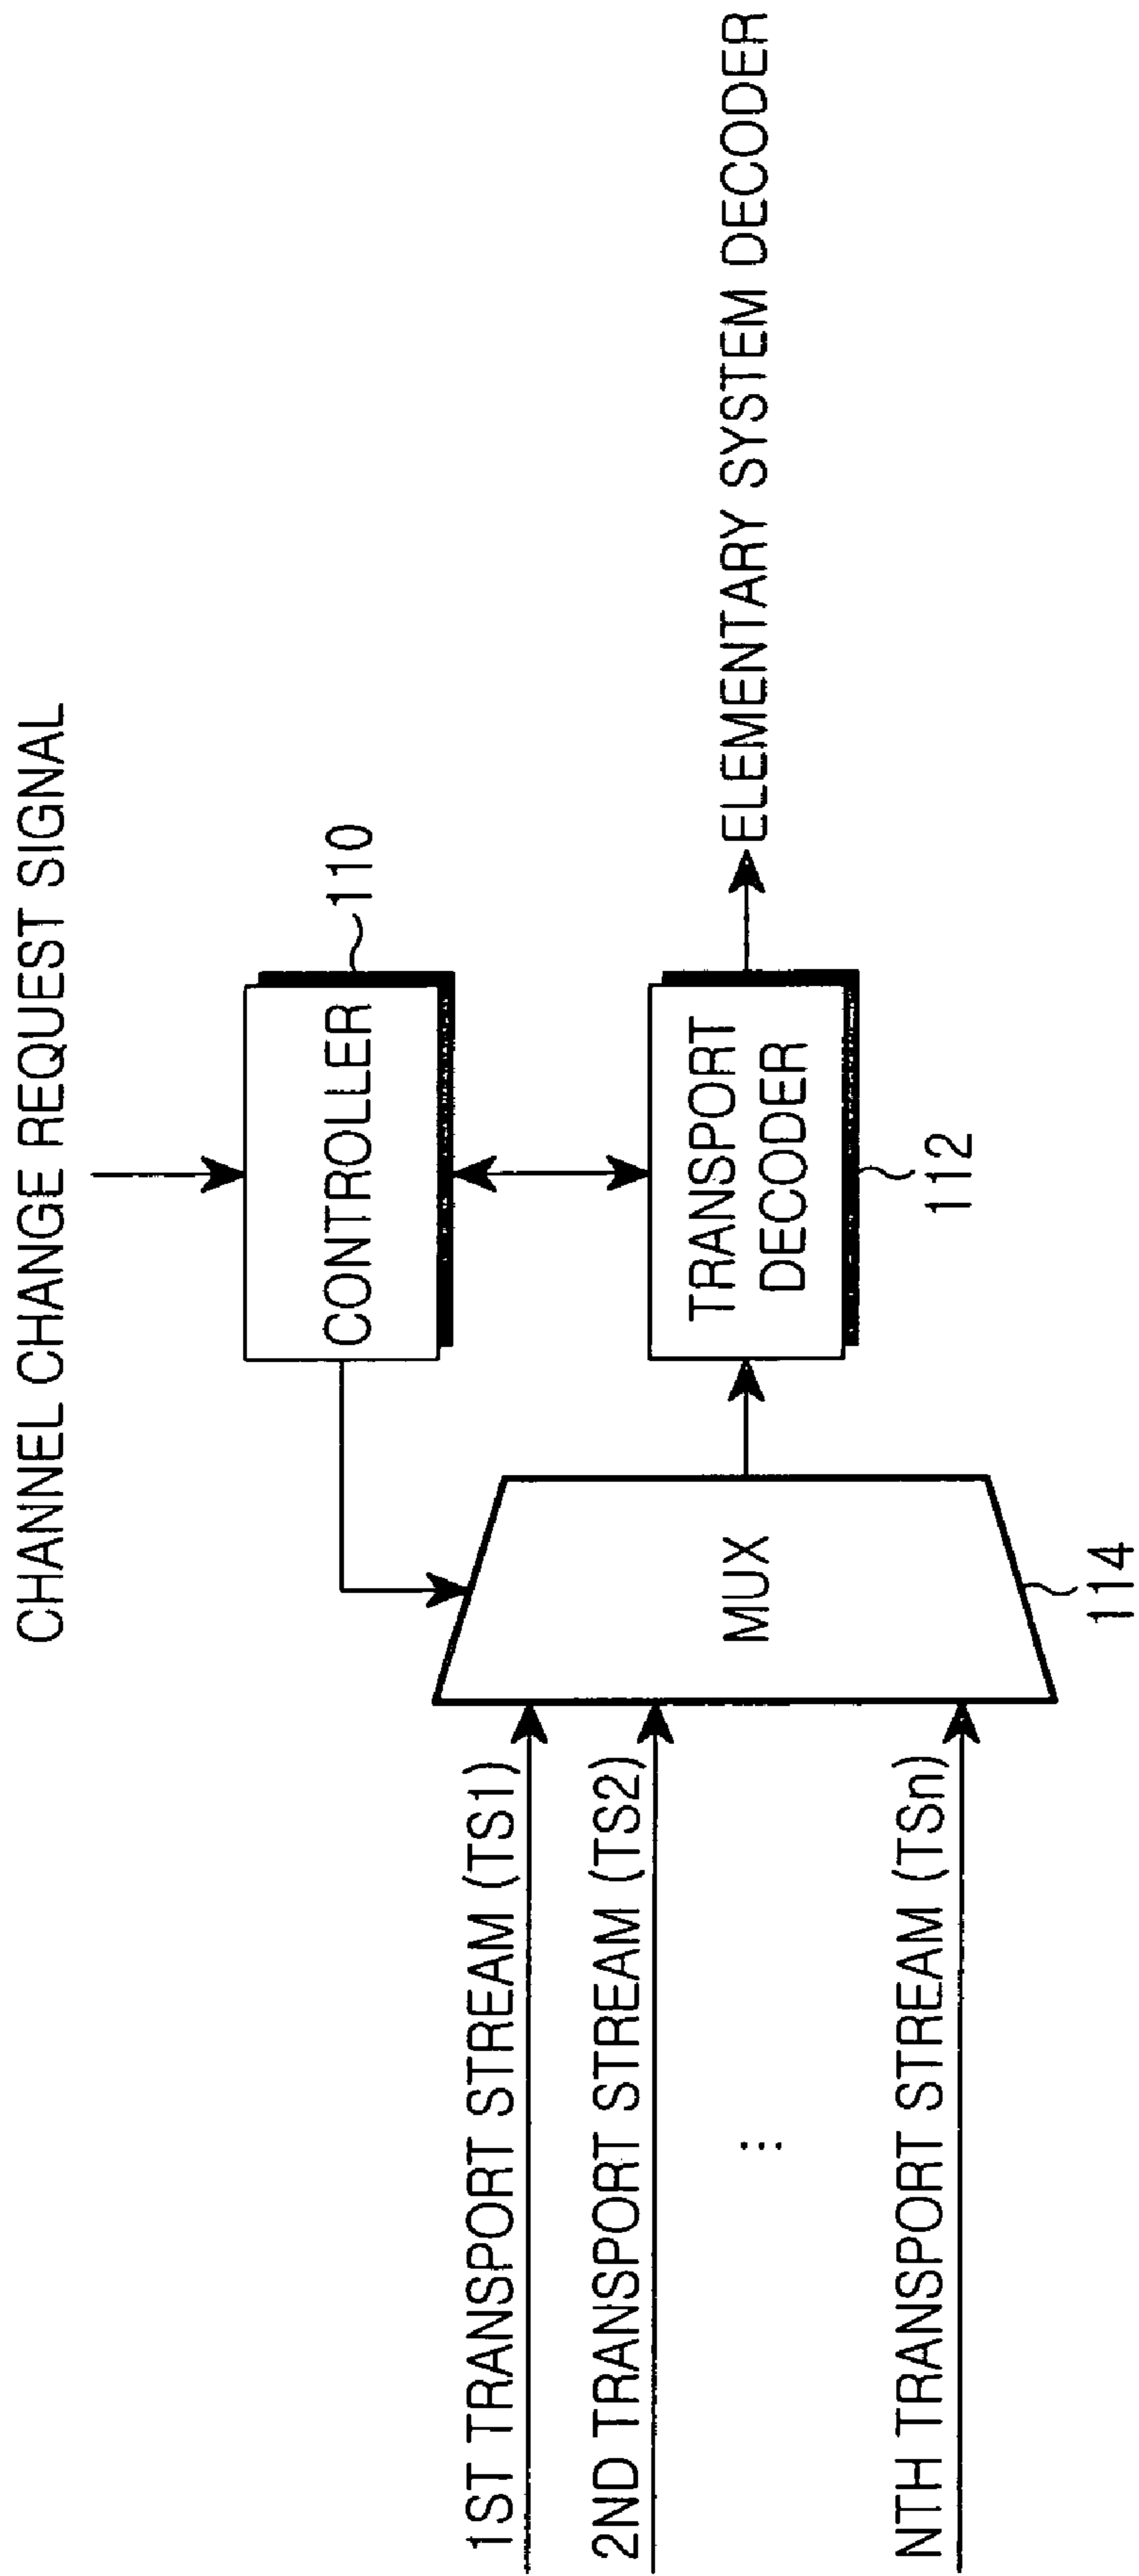 CHANNEL CHANGE REQUEST SIGNAL
CONTROLLER
110
1ST TRANSPORT STREAM (TS1)
2ND TRANSPORT STREAM (TS2)
⋮
NTH TRANSPORT STREAM (TSn)
MUX
114
TRANSPORT
DECODER
112
ELEMENTARY SYSTEM DECODER